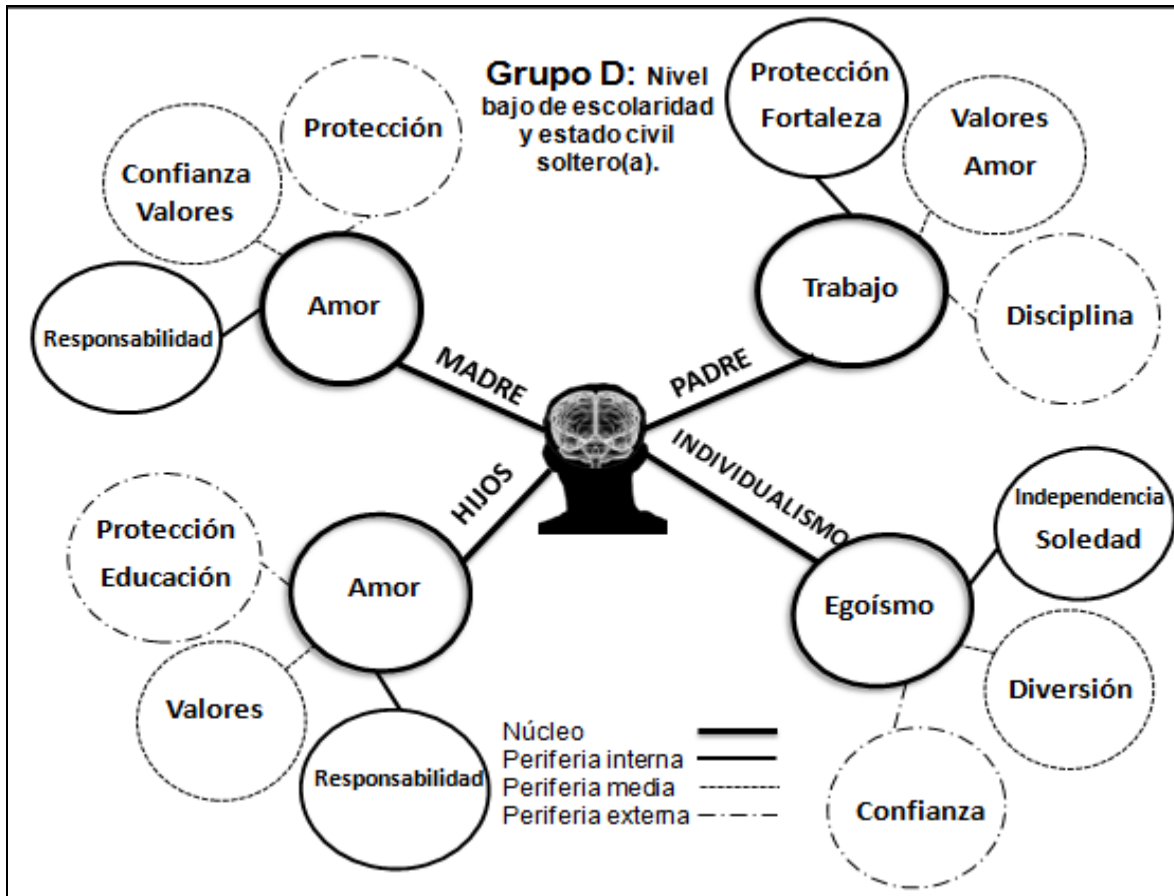 Grupo D: Nivel
bajo de escolaridad
y estado civil
soltero(a).
Protección
Confianza
Valores
Responsabilidad
Amor
MADRE
Protección
Fortaleza
Valores
Amor
Trabajo
Disciplina
PADRE
HIJOS
Protección
Educación
Amor
Valores
Responsabilidad
INDIVIDUALISMO
Independencia
Soledad
Egoísmo
Diversión
Confianza
Núcleo
Periferia interna
Periferia media
Periferia externa